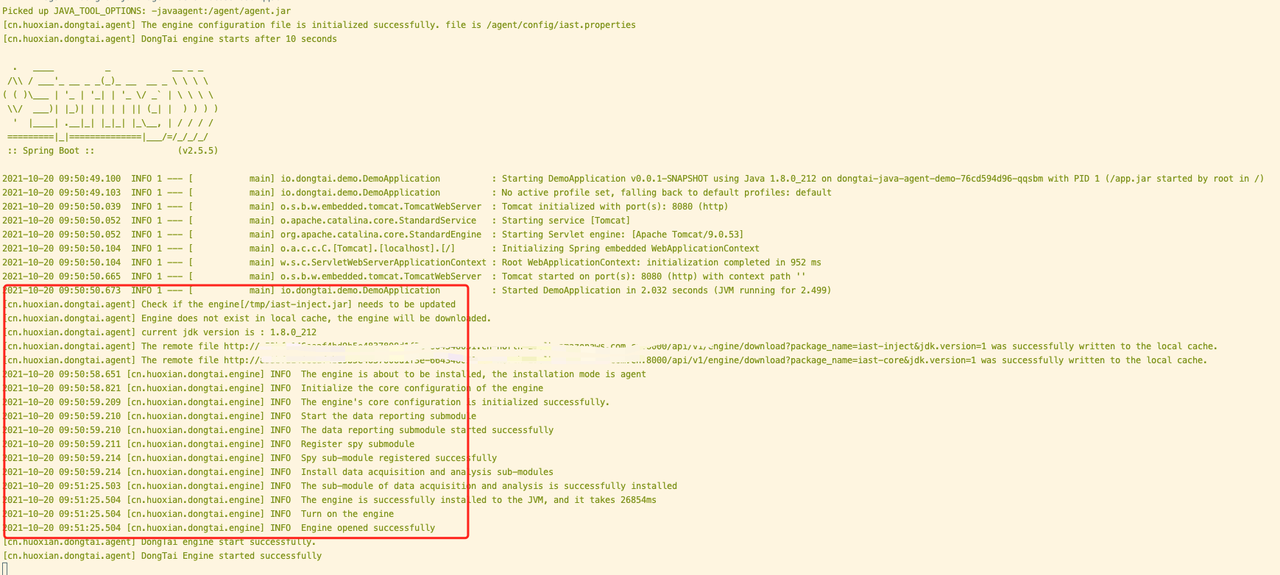 Picked up JAVA_TOOL_OPTIONS: -javaagent:/agent/agent.jar
[cn.huoxian.dongtai.agent] The engine configuration file is initialized successfully. file is /agent/config/iast.properties
[cn.huoxian.dongtai.agent] DongTai engine starts after 10 seconds
  .   ____          _            __ _ _
 /\\ / ___'_ __ _ _(_)_ __  __ _ \ \ \ \
( ( )\___ | '_ | '_| | '_ \/ _` | \ \ \ \
 \\/  ___)| |_)| | | | | || (_| |  ) ) ) )
  '  |____| .__|_| |_|_| |_\__, | / / / /
 =========|_|==============|___/=/_/_/_/
 :: Spring Boot ::                (v2.5.5)
2021-10-20 09:50:49.100  INFO 1 --- [           main] io.dongtai.demo.DemoApplication          : Starting DemoApplication v0.0.1-SNAPSHOT using Java 1.8.0_212 on dongtai-java-agent-demo-76cd594d96-qqsbm with PID 1 (/app.jar started by root in /)
2021-10-20 09:50:49.103  INFO 1 --- [           main] io.dongtai.demo.DemoApplication          : No active profile set, falling back to default profiles: default
2021-10-20 09:50:50.039  INFO 1 --- [           main] o.s.b.w.embedded.tomcat.TomcatWebServer  : Tomcat initialized with port(s): 8080 (http)
2021-10-20 09:50:50.052  INFO 1 --- [           main] o.apache.catalina.core.StandardService   : Starting service [Tomcat]
2021-10-20 09:50:50.052  INFO 1 --- [           main] org.apache.catalina.core.StandardEngine  : Starting Servlet engine: [Apache Tomcat/9.0.53]
2021-10-20 09:50:50.104  INFO 1 --- [           main] o.a.c.c.C.[Tomcat].[localhost].[/]       : Initializing Spring embedded WebApplicationContext
2021-10-20 09:50:50.104  INFO 1 --- [           main] w.s.c.ServletWebServerApplicationContext : Root WebApplicationContext: initialization completed in 952 ms
2021-10-20 09:50:50.665  INFO 1 --- [           main] o.s.b.w.embedded.tomcat.TomcatWebServer  : Tomcat started on port(s): 8080 (http) with context path ''
2021-10-20 09:50:50.673  INFO 1 --- [           main] io.dongtai.demo.DemoApplication          : Started DemoApplication in 2.032 seconds (JVM running for 2.499)
[cn.huoxian.dongtai.agent] Check if the engine[/tmp/iast-inject.jar] needs to be updated
[cn.huoxian.dongtai.agent] Engine does not exist in local cache, the engine will be downloaded.
[cn.huoxian.dongtai.agent] current jdk version is : 1.8.0_212
[cn.huoxian.dongtai.agent] The remote file http:// :8000/api/v1/engine/download?package_name=iast-inject&jdk.version=1 was successfully written to the local cache.
[cn.huoxian.dongtai.agent] The remote file http:// :8000/api/v1/engine/download?package_name=iast-core&jdk.version=1 was successfully written to the local cache.
2021-10-20 09:50:58.651 [cn.huoxian.dongtai.engine] INFO  The engine is about to be installed, the installation mode is agent
2021-10-20 09:50:58.821 [cn.huoxian.dongtai.engine] INFO  Initialize the core configuration of the engine
2021-10-20 09:50:59.209 [cn.huoxian.dongtai.engine] INFO  The engine's core configuration is initialized successfully.
2021-10-20 09:50:59.210 [cn.huoxian.dongtai.engine] INFO  Start the data reporting submodule
2021-10-20 09:50:59.210 [cn.huoxian.dongtai.engine] INFO  The data reporting submodule started successfully
2021-10-20 09:50:59.211 [cn.huoxian.dongtai.engine] INFO  Register spy submodule
2021-10-20 09:50:59.214 [cn.huoxian.dongtai.engine] INFO  Spy sub-module registered successfully
2021-10-20 09:50:59.214 [cn.huoxian.dongtai.engine] INFO  Install data acquisition and analysis sub-modules
2021-10-20 09:51:25.503 [cn.huoxian.dongtai.engine] INFO  The sub-module of data acquisition and analysis is successfully installed
2021-10-20 09:51:25.504 [cn.huoxian.dongtai.engine] INFO  The engine is successfully installed to the JVM, and it takes 26854ms
2021-10-20 09:51:25.504 [cn.huoxian.dongtai.engine] INFO  Turn on the engine
2021-10-20 09:51:25.504 [cn.huoxian.dongtai.engine] INFO  Engine opened successfully
[cn.huoxian.dongtai.agent] DongTai engine start successfully.
[cn.huoxian.dongtai.agent] DongTai Engine started successfully